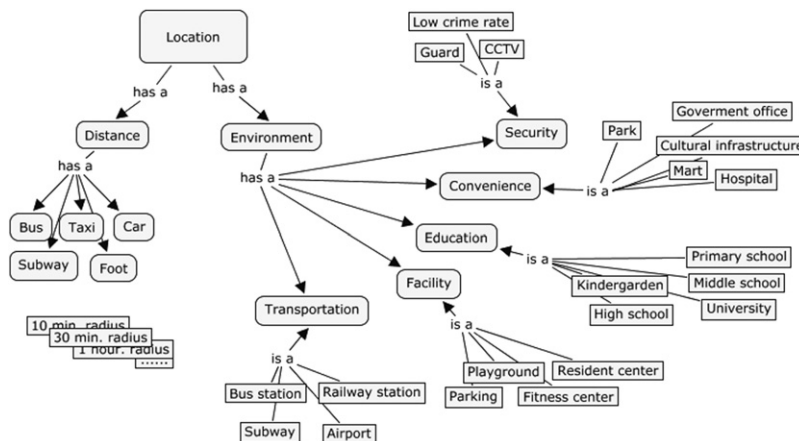 Location
has a
has a
Distance
Environment
has a
Bus
Taxi
Car
Subway
Foot
10 min. radius
30 min. radius
1 hour. radius
......
has a
Low crime rate
Guard
CCTV
is a
Security
Convenience
is a
Park
Goverment office
Cultural infrastructure
Mart
Hospital
Education
is a
Primary school
Kindergarden
Middle school
High school
University
Facility
is a
Playground
Resident center
Parking
Fitness center
Transportation
is a
Bus station
Railway station
Subway
Airport